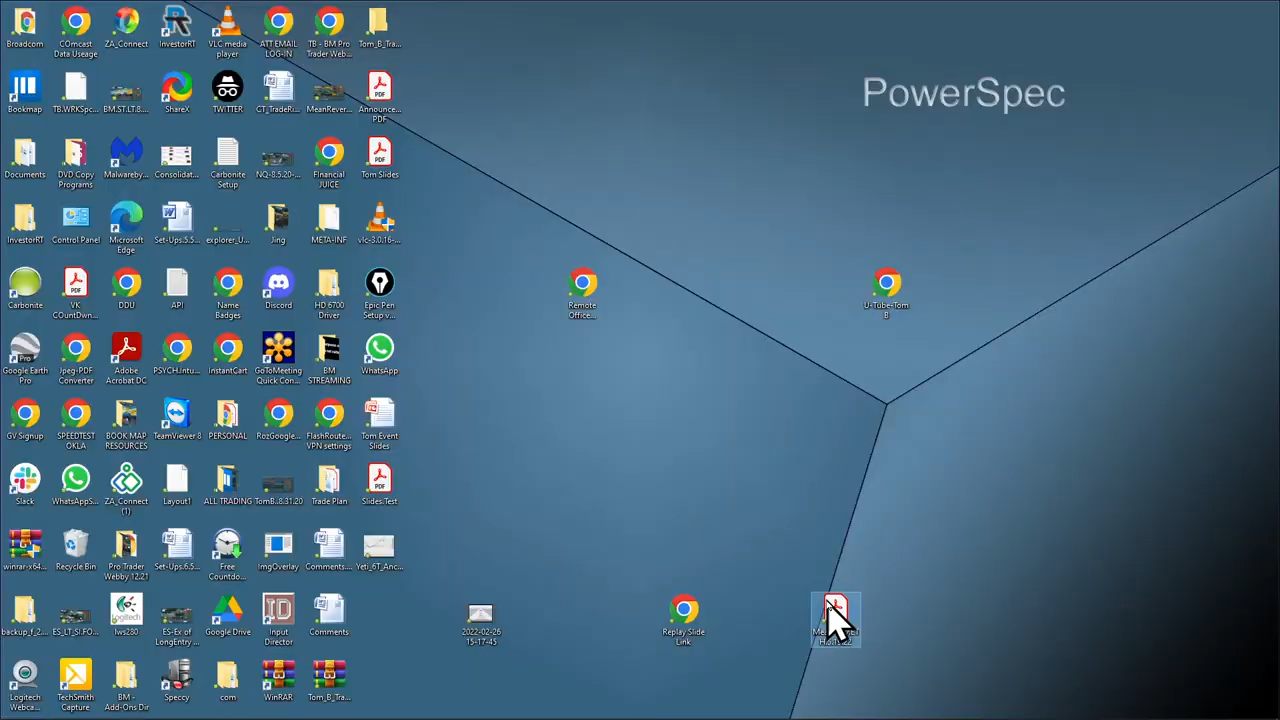 PowerSpec
Broadcom
COmcast
Data Useage
ZA_Connect
InvestorRT
VLC media
player
ATT EMAIL
LOG-IN
TB - BM Pro
Trader Web...
Tom_B_Tra...
Bookmap
TB.WRKSpc...
BM.ST.LT.8...
ShareX
TWITTER
CT_TradeRi...
MeanRever...
Announce...
PDF
Documents
DVD Copy
Programs
Malwareby...
Consolidat...
Carbonite
Setup
NQ-8.5.20-...
FInancial
JUICE
Tom Slides
InvestorRT
Control Panel
Microsoft
Edge
Set-Ups.5.5...
explorer_U...
Jing
META-INF
vlc-3.0.16-...
Carbonite
VK
COuntDwn...
DDU
API
Name
Badges
Discord
HD 6700
Driver
Epic Pen
Setup v...
Remote
Office...
U-Tube-Tom
B
Google Earth
Pro
Jpeg-PDF
Converter
Adobe
Acrobat DC
PSYCH.Intu...
InstantCart
GoToMeeting
Quick Con...
BM
STREAMING
WhatsApp
GV Signup
SPEEDTEST
OKLA
BOOK MAP
RESOURCES
TeamViewer 8
PERSONAL
RozGoogle...
FlashRoute...
VPN settings
Tom Event
Slides
Slack
WhatsAppS...
ZA_Connect
(1)
Layout1
ALL TRADING
TomB..8.31.20
Trade Plan
Slides.Test
winrar-x64...
Recycle Bin
Pro Trader
Webby 12.21
Set-Ups.6.5...
Free
Countdo...
ImgOverlay
Comments....
Yeti_6T_Anc...
backup_f_2...
ES_LT_SI.FO...
lws280
ES-Ex of
LongEntry ...
Google Drive
Input
Director
Comments
2022-02-26
15-17-45
Replay Slide
Link
Logitech
Webca...
TechSmith
Capture
BM -
Add-Ons Dir
Speccy
com
WinRAR
Tom_B_Tra...